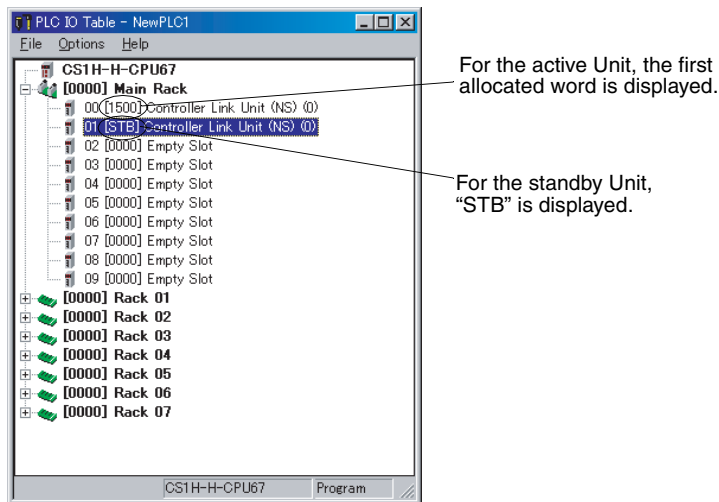 PLC IO Table - NewPLC1
File Options Help
CS1H-H-CPU67
[0000] Main Rack
00 [1500] Controller Link Unit (NS) (0)
01 [STB] Controller Link Unit (NS) (0)
02 [0000] Empty Slot
03 [0000] Empty Slot
04 [0000] Empty Slot
05 [0000] Empty Slot
06 [0000] Empty Slot
07 [0000] Empty Slot
08 [0000] Empty Slot
09 [0000] Empty Slot
[0000] Rack 01
[0000] Rack 02
[0000] Rack 03
[0000] Rack 04
[0000] Rack 05
[0000] Rack 06
[0000] Rack 07
CS1H-H-CPU67 Program
For the active Unit, the first
allocated word is displayed.
For the standby Unit,
“STB” is displayed.